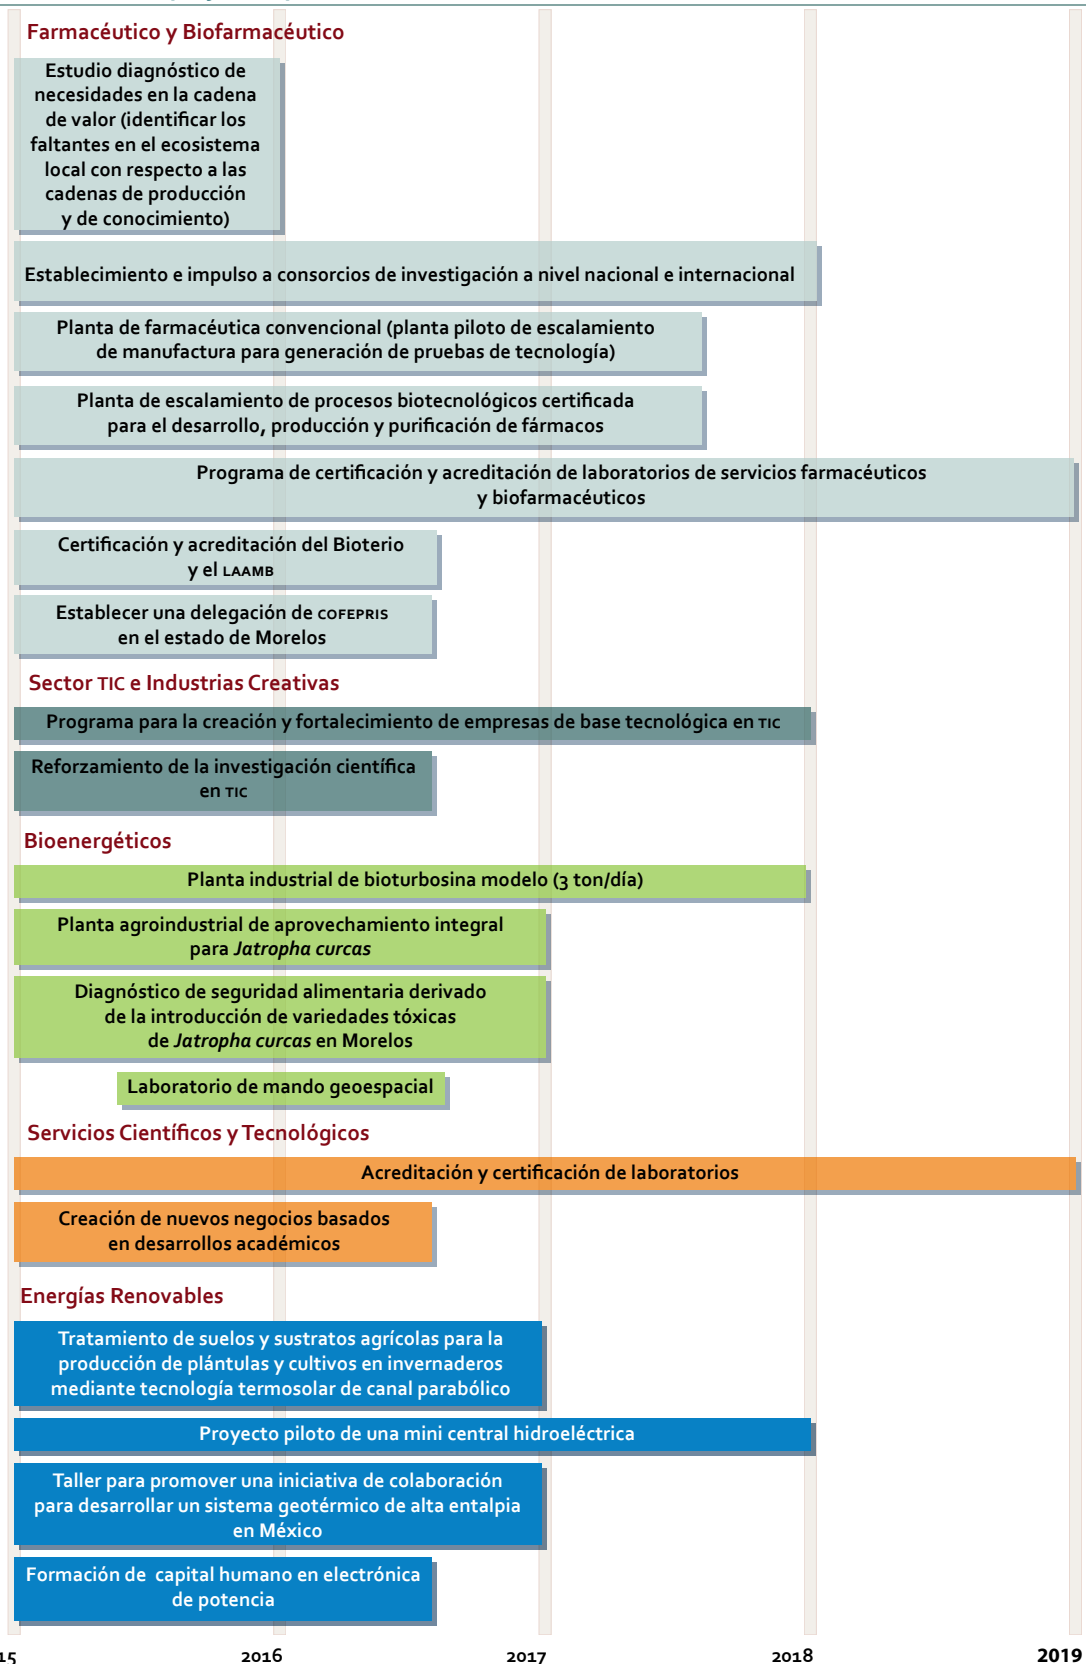 Farmacéutico y Biofarmacéutico
Estudio diagnóstico de
necesidades en la cadena
de valor (identificar los
faltantes en el ecosistema
local con respecto a las
cadenas de producción
y de conocimiento)
Establecimiento e impulso a consorcios de investigación a nivel nacional e internacional
Planta de farmacéutica convencional (planta piloto de escalamiento
de manufactura para generación de pruebas de tecnología)
Planta de escalamiento de procesos biotecnológicos certificada
para el desarrollo, producción y purificación de fármacos
Programa de certificación y acreditación de laboratorios de servicios farmacéuticos
y biofarmacéuticos
Certificación y acreditación del Bioterio
y el LAAMB
Establecer una delegación de COFEPRIS
en el estado de Morelos
Sector TIC e Industrias Creativas
Programa para la creación y fortalecimiento de empresas de base tecnológica en TIC
Reforzamiento de la investigación científica
en TIC
Bioenergéticos
Planta industrial de bioturbosina modelo (3 ton/día)
Planta agroindustrial de aprovechamiento integral
para Jatropha curcas
Diagnóstico de seguridad alimentaria derivado
de la introducción de variedades tóxicas
de Jatropha curcas en Morelos
Laboratorio de mando geoespacial
Servicios Científicos y Tecnológicos
Acreditación y certificación de laboratorios
Creación de nuevos negocios basados
en desarrollos académicos
Energías Renovables
Tratamiento de suelos y sustratos agrícolas para la
producción de plántulas y cultivos en invernaderos
mediante tecnología termosolar de canal parabólico
Proyecto piloto de una mini central hidroeléctrica
Taller para promover una iniciativa de colaboración
para desarrollar un sistema geotérmico de alta entalpia
en México
Formación de capital humano en electrónica
de potencia
15 2016 2017 2018 2019